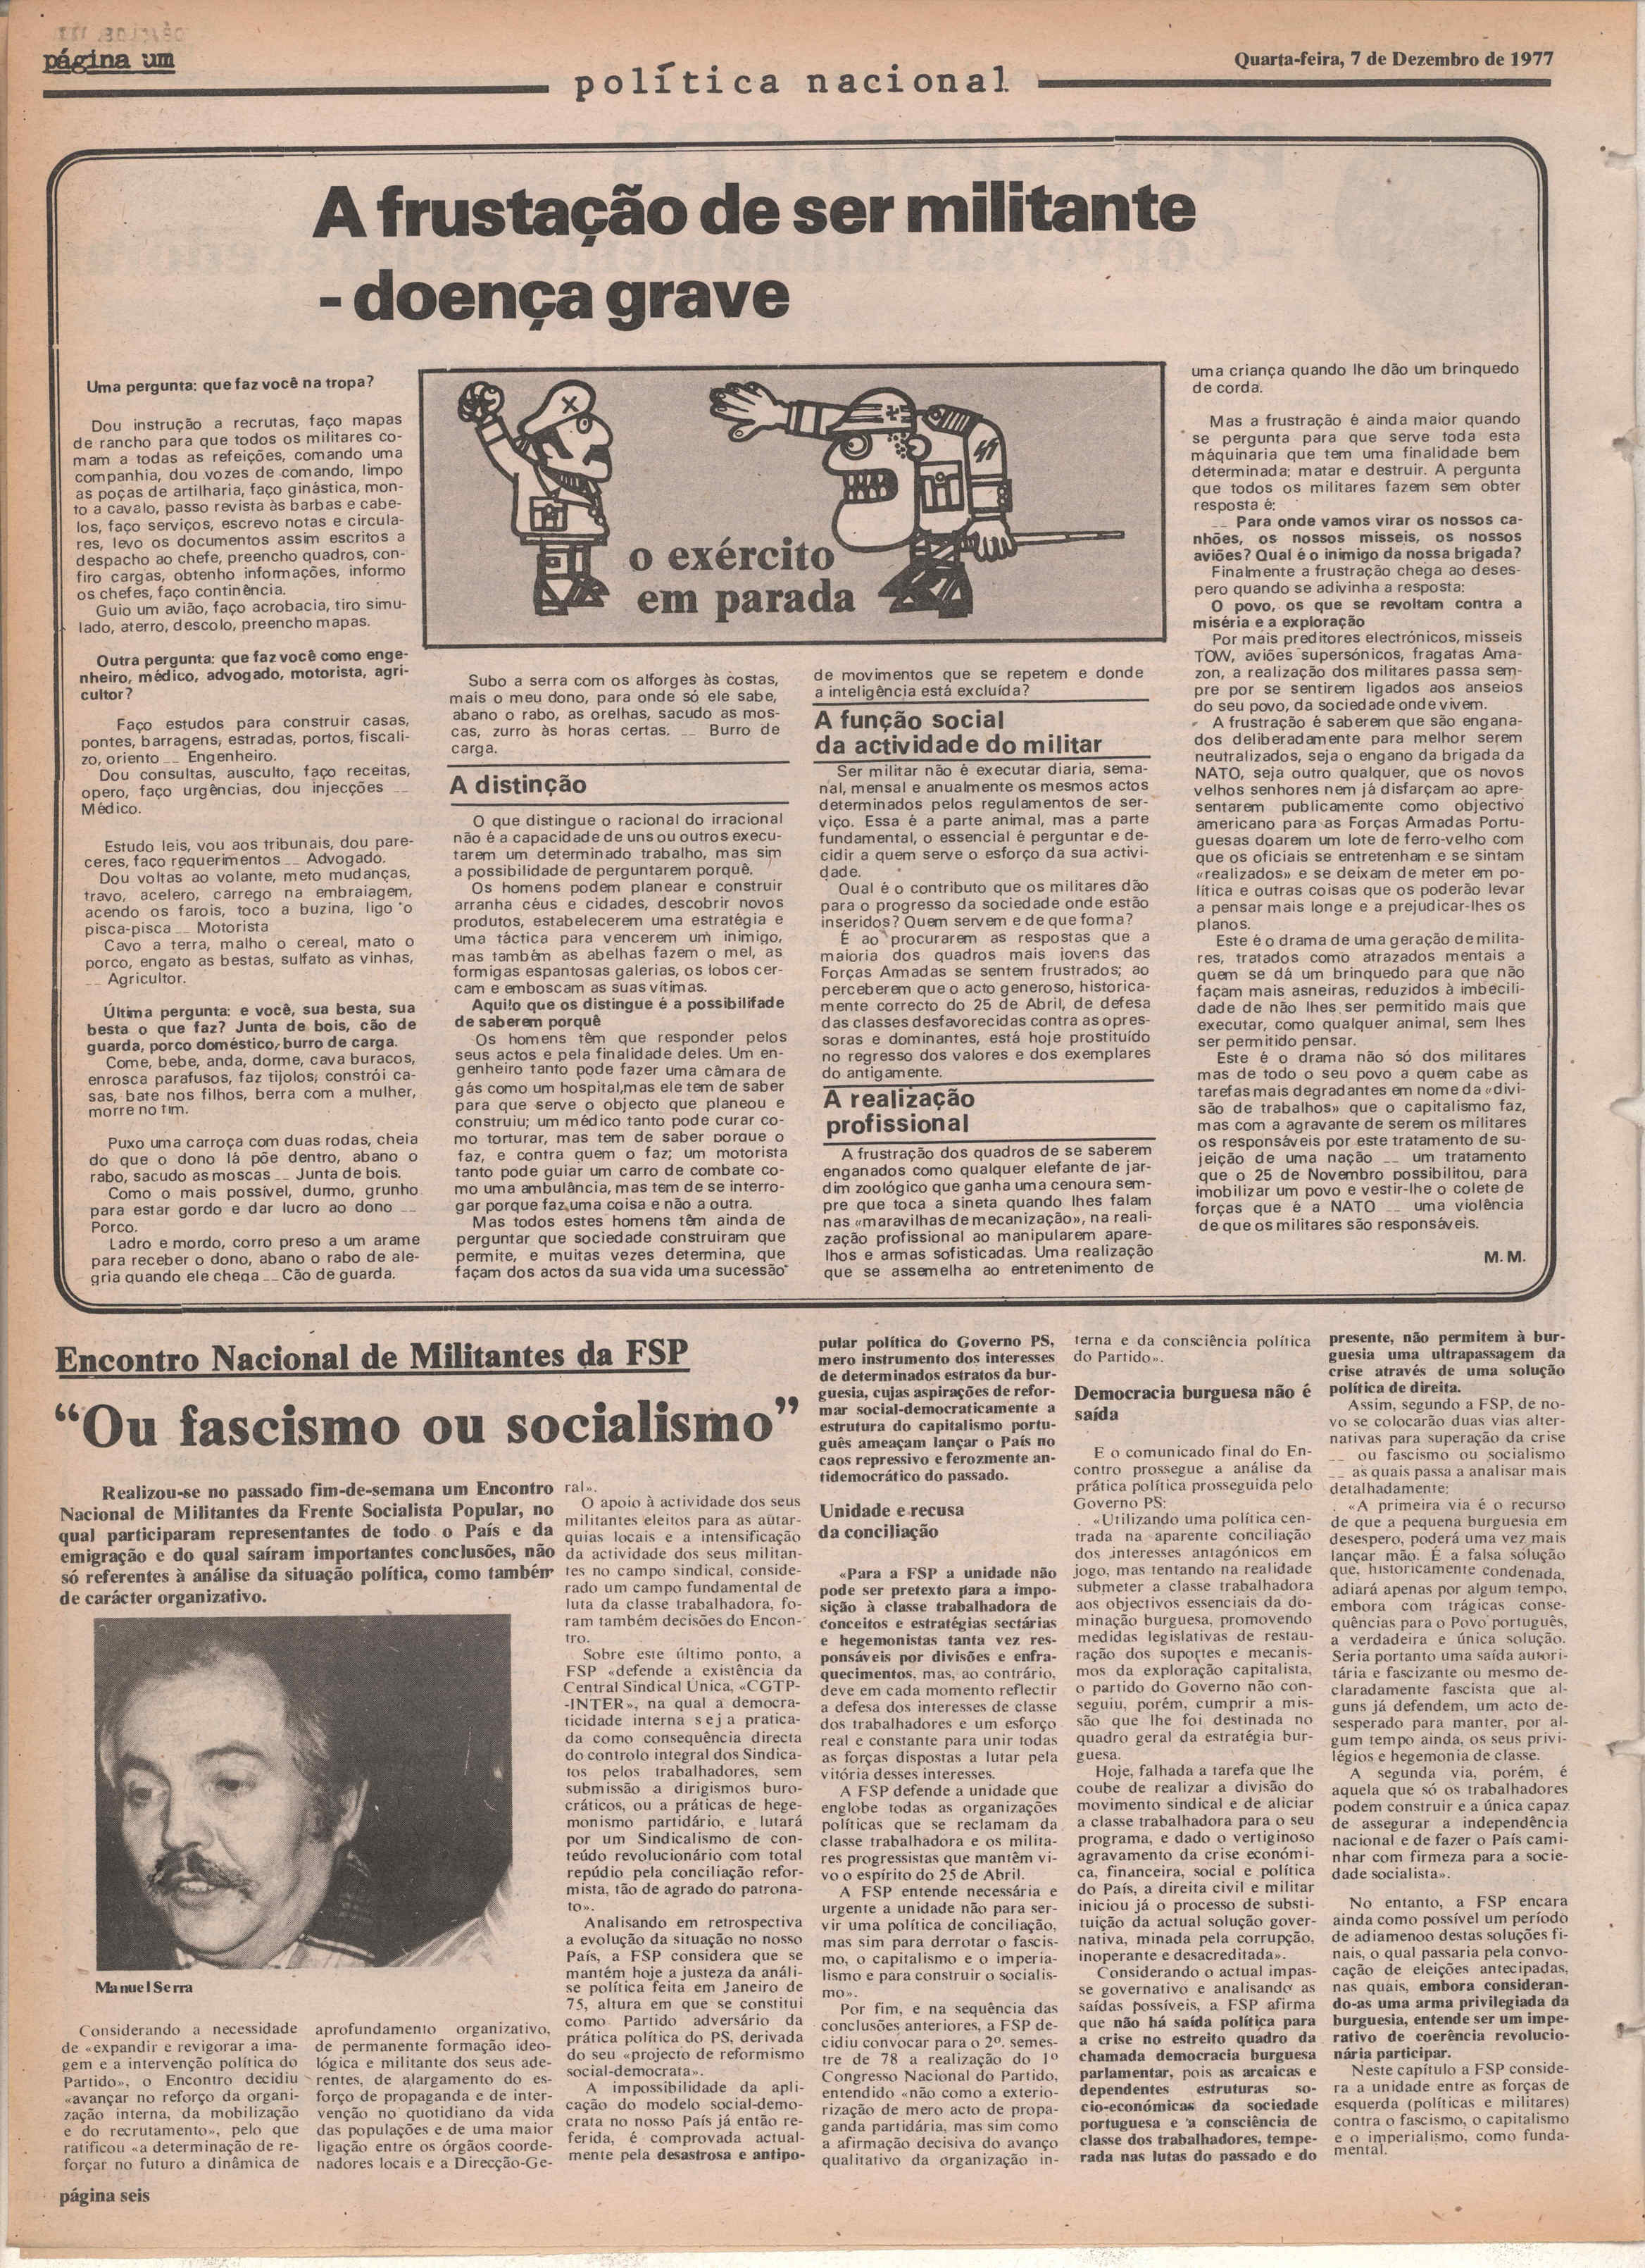 página um
Quarta-feira, 7 de Dezembro de 1977
política nacional
A frustação de ser militante
- doença grave
Uma pergunta: que faz você na tropa?
Dou instrução a recrutas, faço mapas
de rancho para que todos os militares co-
mam a todas as refeições, comando uma
companhia, dou vozes de comando, limpo
as poças de artilharia, faço ginástica, mon-
to a cavalo, passo revista às barbas e cabe-
los, faço serviços, escrevo notas e circula-
res, levo os documentos assim escritos a
despacho ao chefe, preencho quadros, con-
firo cargas, obtenho informações, informo
os chefes, faço continência.
Guio um avião, faço acrobacia, tiro simu-
lado, aterro, descolo, preencho mapas.
Outra pergunta: que faz você como enge-
nheiro, médico, advogado, motorista, agri-
cultor?
Faço estudos para construir casas,
pontes, barragens, estradas, portos, fiscali-
zo, oriento __ Engenheiro.
Dou consultas, ausculto, faço receitas,
opero, faço urgências, dou injecções __
Médico.
Estudo leis, vou aos tribunais, dou pare-
ceres, faço requerimentos __ Advogado.
Dou voltas ao volante, meto mudanças,
travo, acelero, carrego na embraiagem,
acendo os farois, toco a buzina, ligo o
pisca-pisca __ Motorista
Cavo a terra, malho o cereal, mato o
porco, engato as bestas, sulfato as vinhas,
__ Agricultor.
Última pergunta: e você, sua besta, sua
besta o que faz? Junta de bois, cão de
guarda, porco doméstico, burro de carga.
Come, bebe, anda, dorme, cava buracos,
enrosca parafusos, faz tijolos, constrói ca-
sas, bate nos filhos, berra com a mulher,
morre no fim.
Puxo uma carroça com duas rodas, cheia
do que o dono lá põe dentro, abano o
rabo, sacudo as moscas __ Junta de bois.
Como o mais possível, durmo, grunho
para estar gordo e dar lucro ao dono __
Porco.
Ladro e mordo, corro preso a um arame
para receber o dono, abano o rabo de ale-
gria quando ele chega __ Cão de guarda.
o exército
em parada
Subo a serra com os alforges às costas,
mais o meu dono, para onde só ele sabe,
abano o rabo, as orelhas, sacudo as mos-
cas, zurro às horas certas. __ Burro de
carga.
A distinção
O que distingue o racional do irracional
não é a capacidade de uns ou outros execu-
tarem um determinado trabalho, mas sim
a possibilidade de perguntarem porquê.
Os homens podem planear e construir
arranha céus e cidades, descobrir novos
produtos, estabelecerem uma estratégia e
uma táctica para vencerem um inimigo,
mas também as abelhas fazem o mel, as
formigas espantosas galerias, os lobos cer-
cam e emboscam as suas vítimas.
Aquilo que os distingue é a possibilifade
de saberem porquê
Os homens têm que responder pelos
seus actos e pela finalidade deles. Um en-
genheiro tanto pode fazer uma câmara de
gás como um hospital,mas ele tem de saber
para que serve o objecto que planeou e
construiu; um médico tanto pode curar co-
mo torturar, mas tem de saber porque o
faz, e contra quem o faz; um motorista
tanto pode guiar um carro de combate co-
mo uma ambulância, mas tem de se interro-
gar porque faz uma coisa e não a outra.
Mas todos estes homens têm ainda de
perguntar que sociedade construiram que
permite, e muitas vezes determina, que
façam dos actos da sua vida uma sucessão
de movimentos que se repetem e donde
a inteligência está excluída?
A função social
da actividade do militar
Ser militar não é executar diaria, sema-
nal, mensal e anualmente os mesmos actos
determinados pelos regulamentos de ser-
viço. Essa é a parte animal, mas a parte
fundamental, o essencial é perguntar e de-
cidir a quem serve o esforço da sua activi-
dade.
Qual é o contributo que os militares dão
para o progresso da sociedade onde estão
inseridos? Quem servem e de que forma?
É ao procurarem as respostas que a
maioria dos quadros mais jovens das
Forças Armadas se sentem frustrados; ao
perceberem que o acto generoso, historica-
mente correcto do 25 de Abril, de defesa
das classes desfavorecidas contra as opres-
soras e dominantes, está hoje prostituído
no regresso dos valores e dos exemplares
do antigamente.
A realização
profissional
A frustração dos quadros de se saberem
enganados como qualquer elefante de jar-
dim zoológico que ganha uma cenoura sem-
pre que toca a sineta quando lhes falam
nas «maravilhas de mecanização», na reali-
zação profissional ao manipularem apare-
lhos e armas sofisticadas. Uma realização
que se assemelha ao entretenimento de
uma criança quando lhe dão um brinquedo
de corda.
Mas a frustração é ainda maior quando
se pergunta para que serve toda esta
máquinaria que tem uma finalidade bem
determinada; matar e destruir. A pergunta
que todos os militares fazem sem obter
resposta é:
__ Para onde vamos virar os nossos ca-
nhões, os nossos misseis, os nossos
aviões? Qual é o inimigo da nossa brigada?
Finalmente a frustração chega ao deses-
pero quando se adivinha a resposta:
O povo, os que se revoltam contra a
miséria e a exploração
Por mais preditores electrónicos, misseis
TOW, aviões supersónicos, fragatas Ama-
zon, a realização dos militares passa sem-
pre por se sentirem ligados aos anseios
do seu povo, da sociedade onde vivem.
A frustração é saberem que são engana-
dos deliberadamente para melhor serem
neutralizados, seja o engano da brigada da
NATO, seja outro qualquer, que os novos
velhos senhores nem já disfarçam ao apre-
sentarem publicamente como objectivo
americano para as Forças Armadas Portu-
guesas doarem um lote de ferro-velho com
que os oficiais se entretenham e se sintam
«realizados» e se deixam de meter em po-
lítica e outras coisas que os poderão levar
a pensar mais longe e a prejudicar-lhes os
planos.
Este é o drama de uma geração de milita-
res, tratados como atrazados mentais a
quem se dá um brinquedo para que não
façam mais asneiras, reduzidos à imbecili-
dade de não lhes ser permitido mais que
executar, como qualquer animal, sem lhes
ser permitido pensar.
Este é o drama não só dos militares
mas de todo o seu povo a quem cabe as
tarefas mais degradantes em nome da «divi-
são de trabalhos» que o capitalismo faz,
mas com a agravante de serem os militares
os responsáveis por este tratamento de su-
jeição de uma nação __ um tratamento
que o 25 de Novembro possibilitou, para
imobilizar um povo e vestir-lhe o colete de
forças que é a NATO __ uma violência
de que os militares são responsáveis.
M. M.
Encontro Nacional de Militantes da FSP
“Ou fascismo ou socialismo”
Realizou-se no passado fim-de-semana um Encontro
Nacional de Militantes da Frente Socialista Popular, no
qual participaram representantes de todo o País e da
emigração e do qual saíram importantes conclusões, não
só referentes à análise da situação política, como também
de carácter organizativo.
Manuel Serra
Considerando a necessidade
de «expandir e revigorar a ima-
gem e a intervenção política do
Partido», o Encontro decidiu
«avançar no reforço da organi-
zação interna, da mobilização
e do recrutamento», pelo que
ratificou «a determinação de re-
forçar no futuro a dinâmica de
aprofundamento organizativo,
de permanente formação ideo-
lógica e militante dos seus ade-
rentes, de alargamento do es-
forço de propaganda e de inter-
venção no quotidiano da vida
das populações e de uma maior
ligação entre os órgãos coorde-
nadores locais e a Direcção-Ge-
ral».
O apoio à actividade dos seus
militantes eleitos para as autar-
quias locais e a intensificação
da actividade dos seus militan-
tes no campo sindical, conside-
rado um campo fundamental de
luta da classe trabalhadora, fo-
ram também decisões do Encon-
tro.
Sobre este último ponto, a
FSP «defende a existência da
Central Sindical Única, «CGTP-
-INTER», na qual a democra-
ticidade interna seja pratica-
da como consequência directa
do controlo integral dos Sindica-
tos pelos trabalhadores, sem
submissão a dirigismos buro-
cráticos, ou a práticas de hege-
monismo partidário, e lutará
por um Sindicalismo de con-
teúdo revolucionário com total
repúdio pela conciliação refor-
mista, tão de agrado do patrona-
to».
Analisando em retrospectiva
a evolução da situação no nosso
País, a FSP considera que se
mantém hoje a justeza da análi-
se política feita em Janeiro de
75, altura em que se constitui
como Partido adversário da
prática política do PS, derivada
do seu «projecto de reformismo
social-democrata».
A impossibilidade da apli-
cação do modelo social-demo-
crata no nosso País já então re-
ferida, é comprovada actual-
mente pela desastrosa e antipo-
pular política do Governo PS,
mero instrumento dos interesses
de determinados estratos da bur-
guesia, cujas aspirações de refor-
mar social-democraticamente a
estrutura do capitalismo portu-
guês ameaçam lançar o País no
caos repressivo e ferozmente an-
tidemocrático do passado.
Unidade e recusa
da conciliação
«Para a FSP a unidade não
pode ser pretexto para a impo-
sição à classe trabalhadora de
conceitos e estratégias sectárias
e hegemonistas tanta vez res-
ponsáveis por divisões e enfra-
quecimentos, mas, ao contrário,
deve em cada momento reflectir
a defesa dos interesses de classe
dos trabalhadores e um esforço
real e constante para unir todas
as forças dispostas a lutar pela
vitória desses interesses.
A FSP defende a unidade que
englobe todas as organizações
políticas que se reclamam da
classe trabalhadora e os milita-
res progressistas que mantêm vi-
vo o espírito do 25 de Abril.
A FSP entende necessária e
urgente a unidade não para ser-
vir uma política de conciliação,
mas sim para derrotar o fascis-
mo, o capitalismo e o imperia-
lismo e para construir o socialis-
mo».
Por fim, e na sequência das
conclusões anteriores, a FSP de-
cidiu convocar para o 2º. semes-
tre de 78 a realização do 1º
Congresso Nacional do Partido,
entendido «não como a exterio-
rização de mero acto de propa-
ganda partidária, mas sim como
a afirmação decisiva do avanço
qualitativo da organização in-
terna e da consciência política
do Partido».
Democracia burguesa não é
saída
E o comunicado final do En-
contro prossegue a análise da
prática política prosseguida pelo
Governo PS:
«Utilizando uma política cen-
trada na aparente conciliação
dos interesses antagónicos em
jogo, mas tentando na realidade
submeter a classe trabalhadora
aos objectivos essenciais da do-
minação burguesa, promovendo
medidas legislativas de restau-
ração dos suportes e mecanis-
mos da exploração capitalista,
o partido do Governo não con-
seguiu, porém, cumprir a mis-
são que lhe foi destinada no
quadro geral da estratégia bur-
guesa.
Hoje, falhada a tarefa que lhe
coube de realizar a divisão do
movimento sindical e de aliciar
a classe trabalhadora para o seu
programa, e dado o vertiginoso
agravamento da crise económi-
ca, financeira, social e política
do País, a direita civil e militar
iniciou já o processo de substi-
tuição da actual solução gover-
nativa, minada pela corrupção,
inoperante e desacreditada».
Considerando o actual impas-
se governativo e analisando as
saídas possíveis, a FSP afirma
que não há saída política para
a crise no estreito quadro da
chamada democracia burguesa
parlamentar, pois as arcaicas e
dependentes estruturas so-
cio-económicas da sociedade
portuguesa e a consciência de
classe dos trabalhadores, tempe-
rada nas lutas do passado e do
presente, não permitem à bur-
guesia uma ultrapassagem da
crise através de uma solução
política de direita.
Assim, segundo a FSP, de no-
vo se colocarão duas vias alter-
nativas para superação da crise
__ ou fascismo ou socialismo
__ as quais passa a analisar mais
detalhadamente:
«A primeira via é o recurso
de que a pequena burguesia em
desespero, poderá uma vez mais
lançar mão. É a falsa solução
que, historicamente condenada,
adiará apenas por algum tempo,
embora com trágicas conse-
quências para o Povo português,
a verdadeira e única solução.
Seria portanto uma saída autori-
tária e fascizante ou mesmo de-
claradamente fascista que al-
guns já defendem, um acto de-
sesperado para manter, por al-
gum tempo ainda, os seus privi-
légios e hegemonia de classe.
A segunda via, porém, é
aquela que só os trabalhadores
podem construir e a única capaz
de assegurar a independência
nacional e de fazer o País cami-
nhar com firmeza para a socie-
dade socialista».
No entanto, a FSP encara
ainda como possível um período
de adiamenoo destas soluções fi-
nais, o qual passaria pela convo-
cação de eleições antecipadas,
nas quais, embora consideran-
do-as uma arma privilegiada da
burguesia, entende ser um impe-
rativo de coerência revolucio-
nária participar.
Neste capítulo a FSP conside-
ra a unidade entre as forças de
esquerda (políticas e militares)
contra o fascismo, o capitalismo
e o imperialismo, como funda-
mental.
página seis